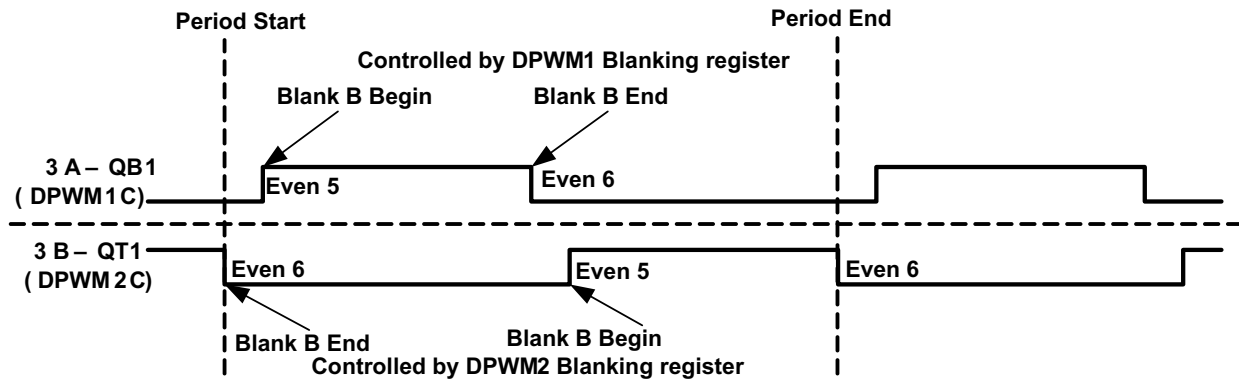 Period Start
Period End
Controlled by DPWM1 Blanking register
Blank B Begin
Blank B End
3 A – QB1
( DPWM1C)
Even 5
Even 6
3 B – QT1
( DPWM2C)
Even 6
Even 5
Even 6
Blank B End
Blank B Begin
Controlled by DPWM2 Blanking register